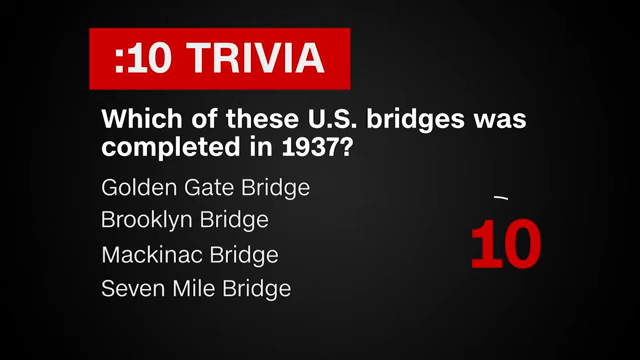 :10 TRIVIA
Which of these U.S. bridges was
completed in 1937?
Golden Gate Bridge
Brooklyn Bridge
Mackinac Bridge
Seven Mile Bridge
10